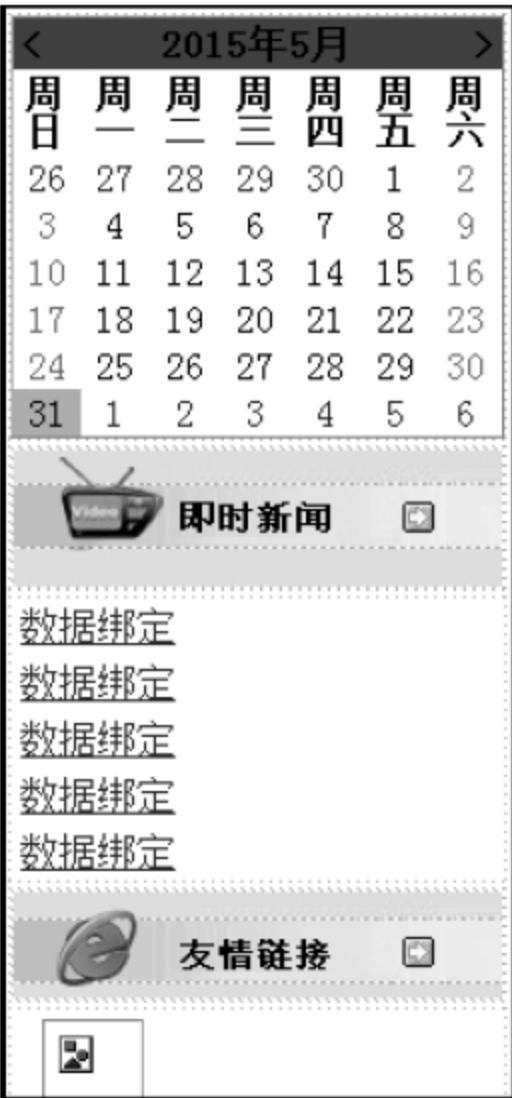 < 2015年5月 >
周日 周一 周二 周三 周四 周五 周六
26 27 28 29 30 1 2
3 4 5 6 7 8 9
10 11 12 13 14 15 16
17 18 19 20 21 22 23
24 25 26 27 28 29 30
31 1 2 3 4 5 6
Video 即时新闻
数据绑定
数据绑定
数据绑定
数据绑定
数据绑定
友情链接